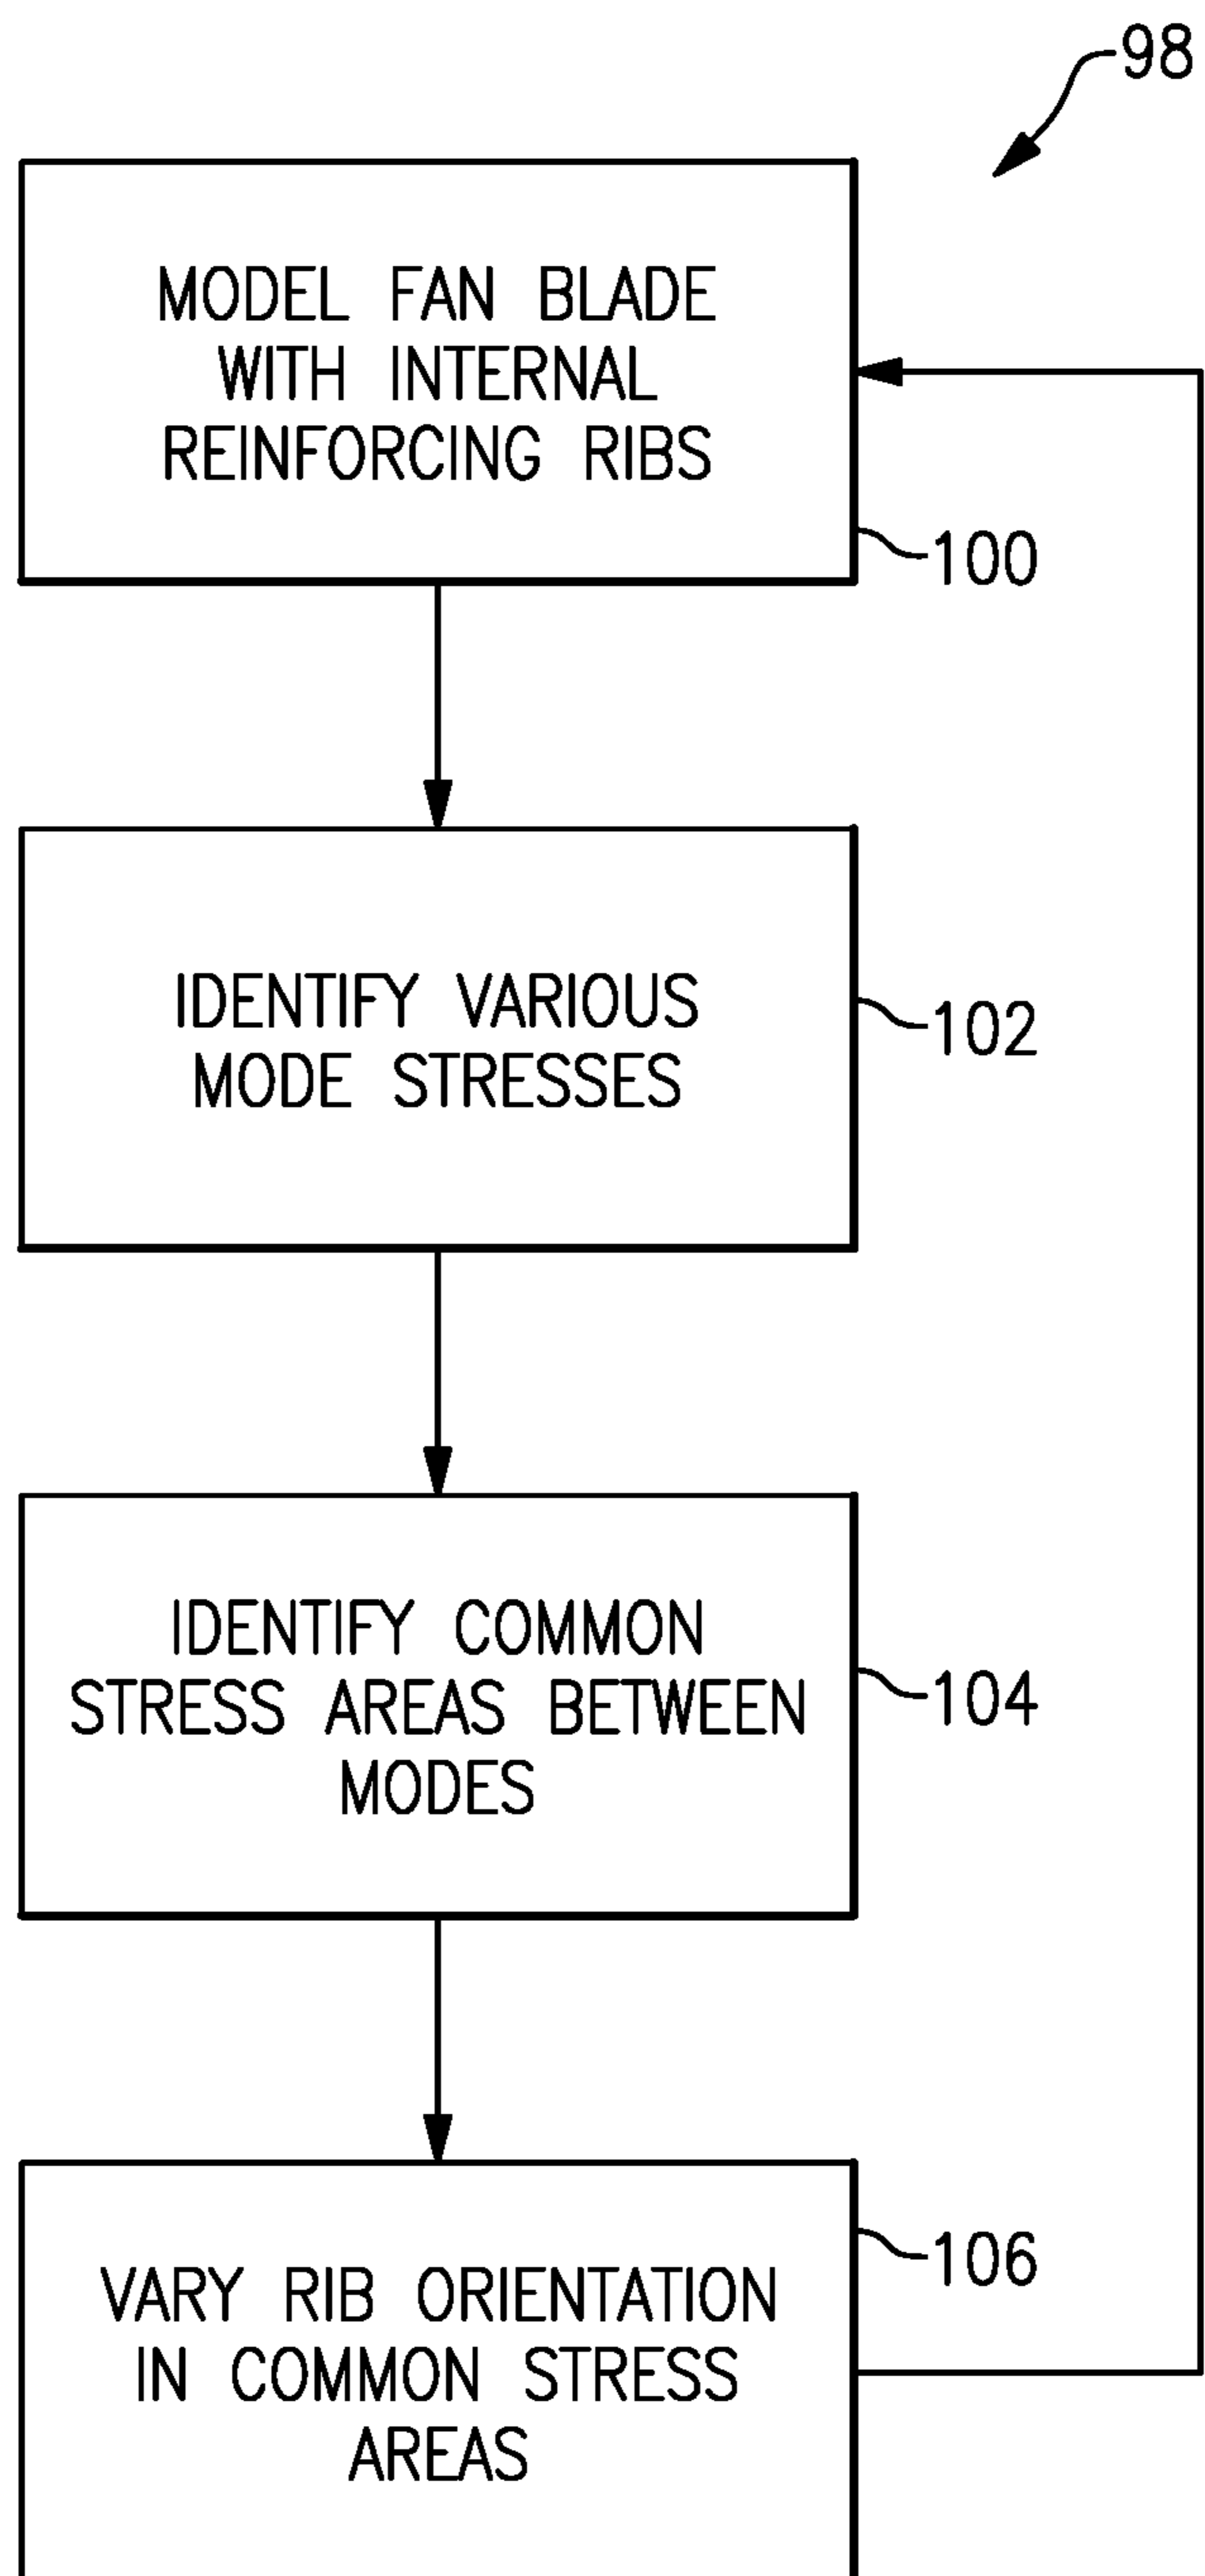 98
MODEL FAN BLADE
WITH INTERNAL
REINFORCING RIBS
100
IDENTIFY VARIOUS
MODE STRESSES
102
IDENTIFY COMMON
STRESS AREAS BETWEEN
MODES
104
VARY RIB ORIENTATION
IN COMMON STRESS
AREAS
106